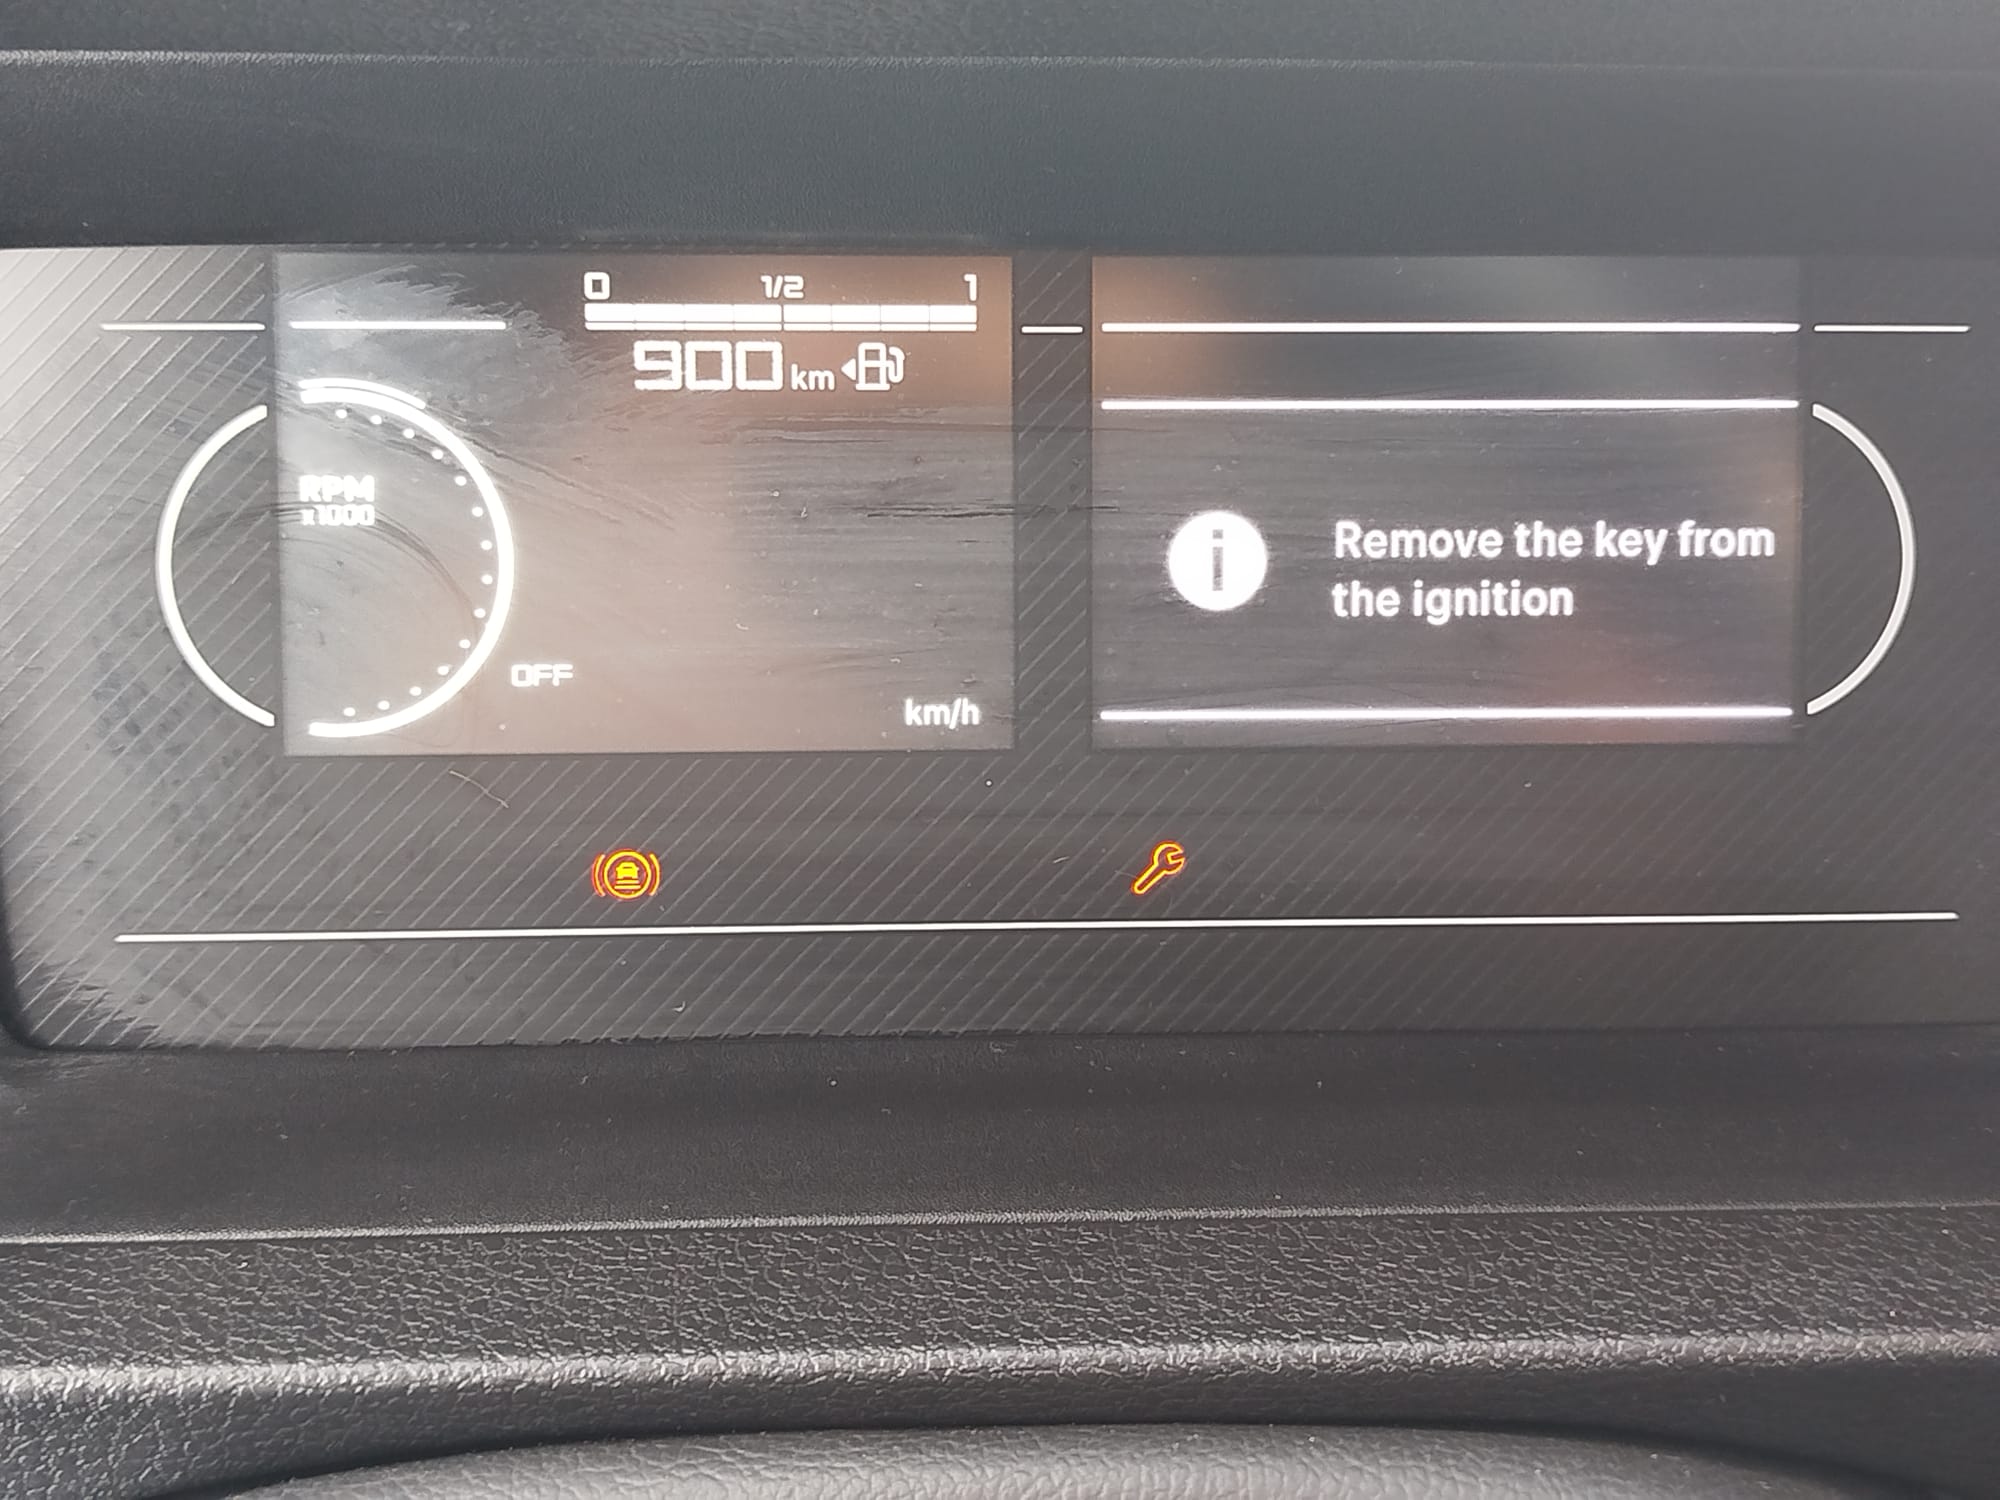 0 1/2 1
900 km
RPM
x1000
OFF
km/h
i
Remove the key from
the ignition